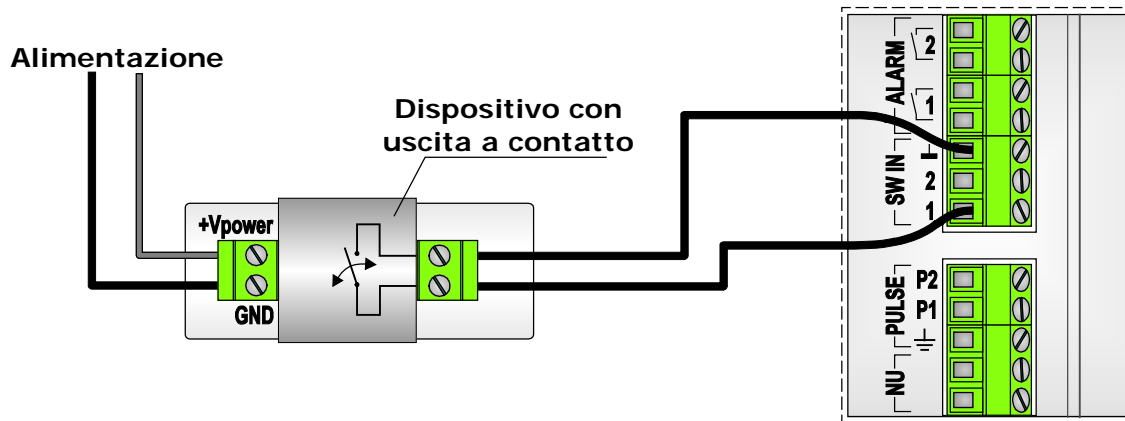 Alimentazione
Dispositivo con
uscita a contatto
+Vpower
GND
ALARM
2
1
SW IN
2
1
PULSE
P2
P1
NU